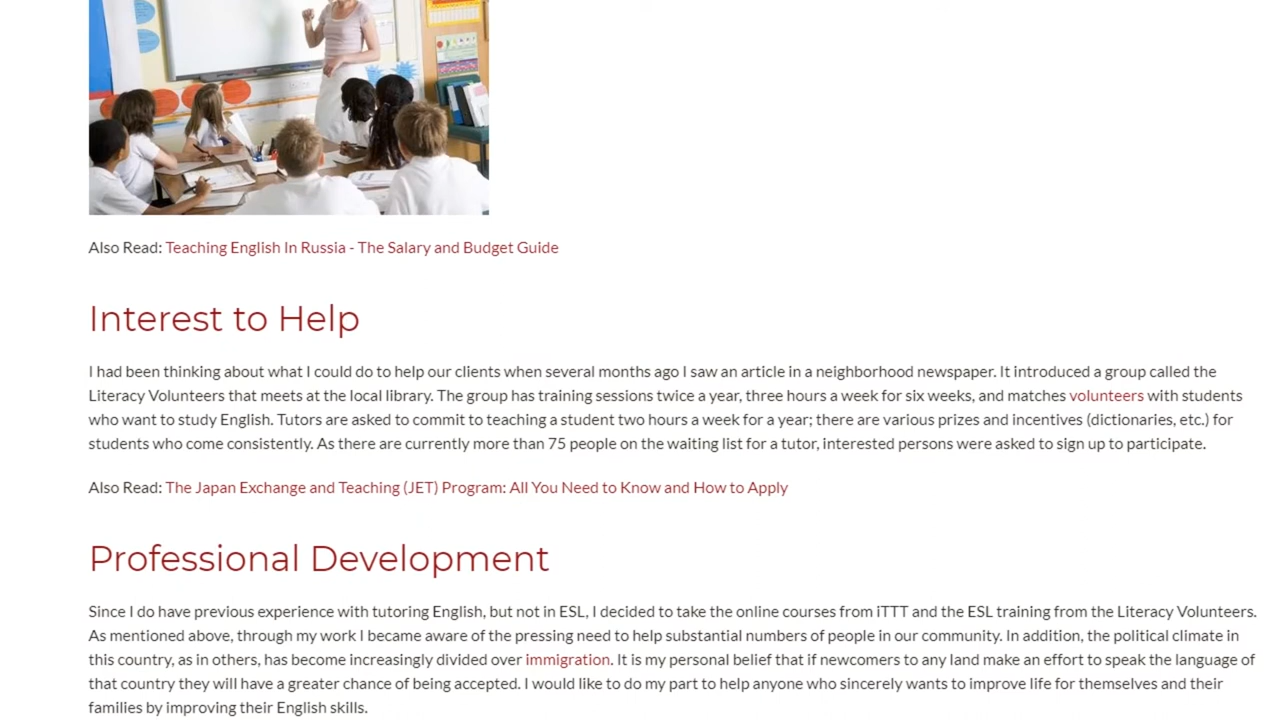 Also Read: Teaching English In Russia - The Salary and Budget Guide
Interest to Help
I had been thinking about what I could do to help our clients when several months ago I saw an article in a neighborhood newspaper. It introduced a group called the
Literacy Volunteers that meets at the local library. The group has training sessions twice a year, three hours a week for six weeks, and matches volunteers with students
who want to study English. Tutors are asked to commit to teaching a student two hours a week for a year; there are various prizes and incentives (dictionaries, etc.) for
students who come consistently. As there are currently more than 75 people on the waiting list for a tutor, interested persons were asked to sign up to participate.
Also Read: The Japan Exchange and Teaching (JET) Program: All You Need to Know and How to Apply
Professional Development
Since I do have previous experience with tutoring English, but not in ESL, I decided to take the online courses from iTTT and the ESL training from the Literacy Volunteers.
As mentioned above, through my work I became aware of the pressing need to help substantial numbers of people in our community. In addition, the political climate in
this country, as in others, has become increasingly divided over immigration. It is my personal belief that if newcomers to any land make an effort to speak the language of
that country they will have a greater chance of being accepted. I would like to do my part to help anyone who sincerely wants to improve life for themselves and their
families by improving their English skills.